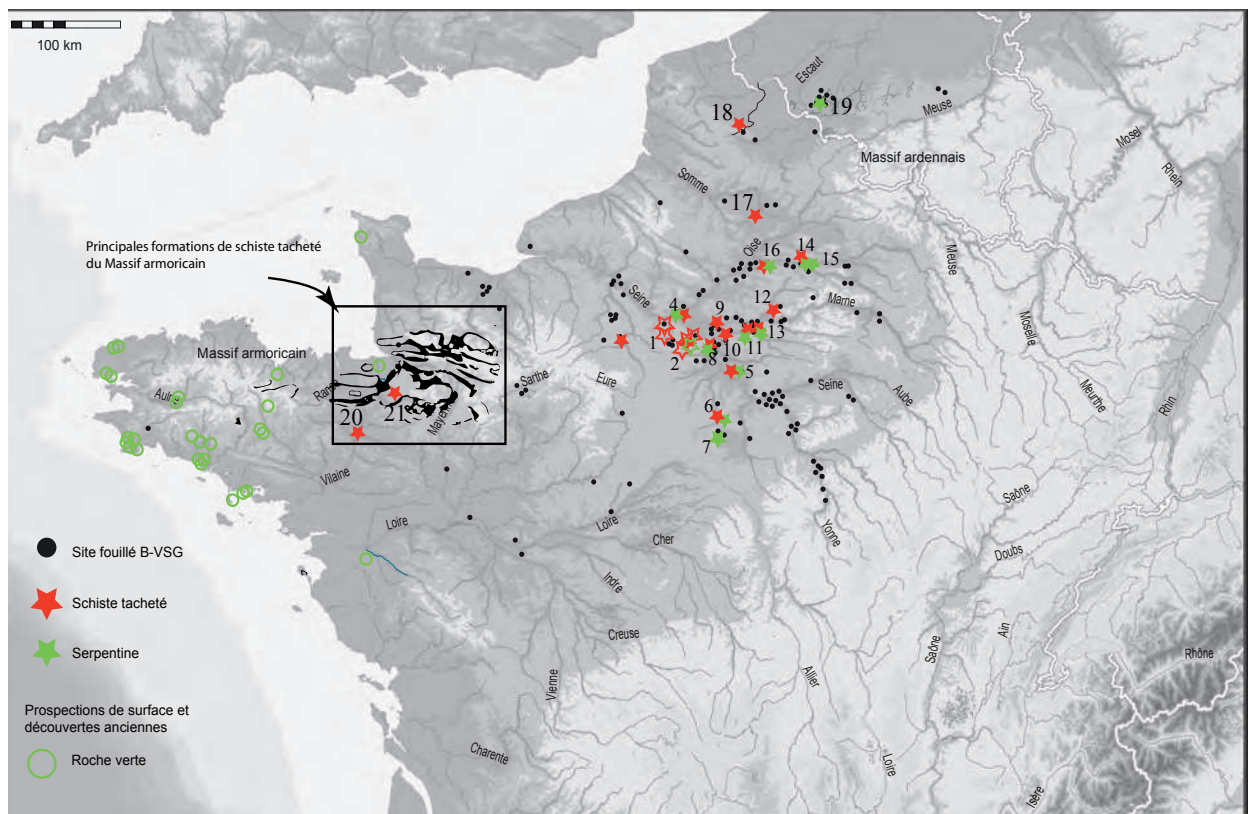 100 km
Escaut
18
19
Meuse
Massif ardennais
Mosel
Rhein
Somme
17
Principales formations de schiste tacheté
du Massif armoricain
Oise
16
14
15
Meuse
Seine
4
9
12
Marne
13
1
2
8
10
11
Moselle
Massif armoricain
Eure
5
Seine
Aube
Meurthe
Rhin
Sarthe
Aulne
Rance
20
21
6
7
Vilaine
Saône
Yonne
Doubs
Loire
Loire
Cher
Indre
Creuse
Ain
Saône
Rhône
Vienne
Allier
Charente
Loire
Isère
Site fouillé B-VSG
Schiste tacheté
Serpentine
Prospections de surface et
découvertes anciennes
Roche verte